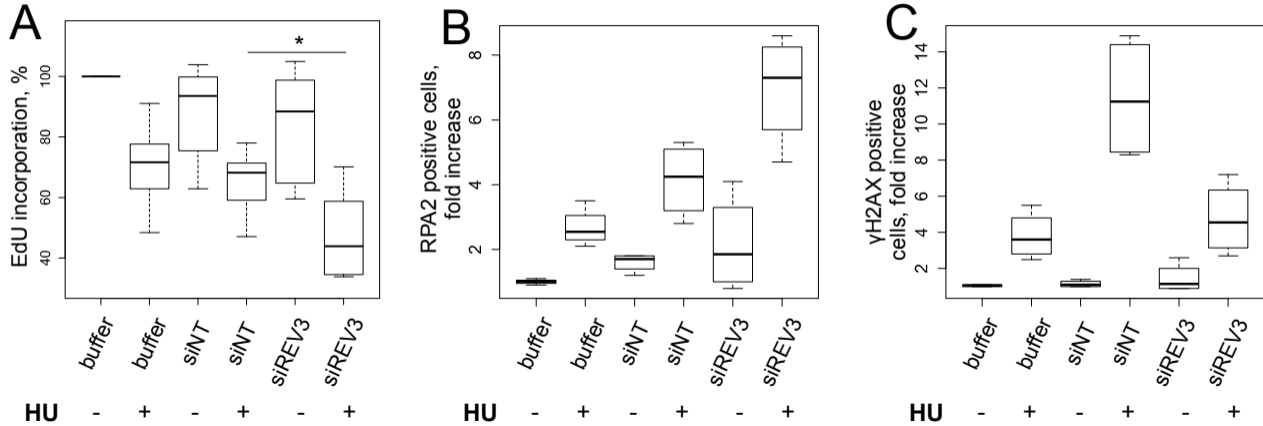 A
EdU incorporation, %
100
80
60
40
*
buffer
buffer
siNT
siNT
siREV3
siREV3
HU - + - + - +
B
RPA2 positive cells,
fold increase
8
6
4
2
buffer
buffer
siNT
siNT
siREV3
siREV3
HU - + - + - +
C
γH2AX positive
cells, fold increase
14
12
10
8
6
4
2
buffer
buffer
siNT
siNT
siREV3
siREV3
HU - + - + - +